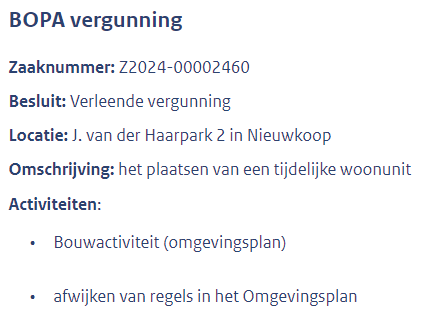 BOPA vergunning
Zaaknummer: Z2024-00002460
Besluit: Verleende vergunning
Locatie: J. van der Haarpark 2 in Nieuwkoop
Omschrijving: het plaatsen van een tijdelijke woonunit
Activiteiten:
• Bouwactiviteit (omgevingsplan)
• afwijken van regels in het Omgevingsplan